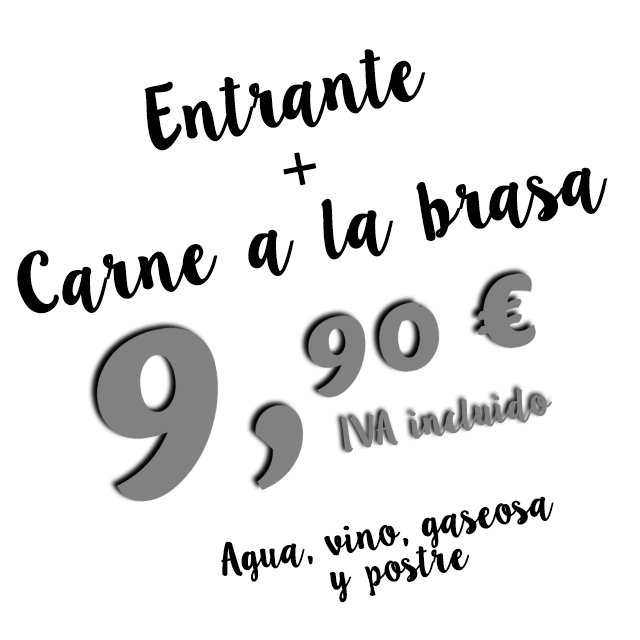 Entrante
+
Carne a la brasa
9,90 €
IVA incluido
Agua, vino, gaseosa
y postre